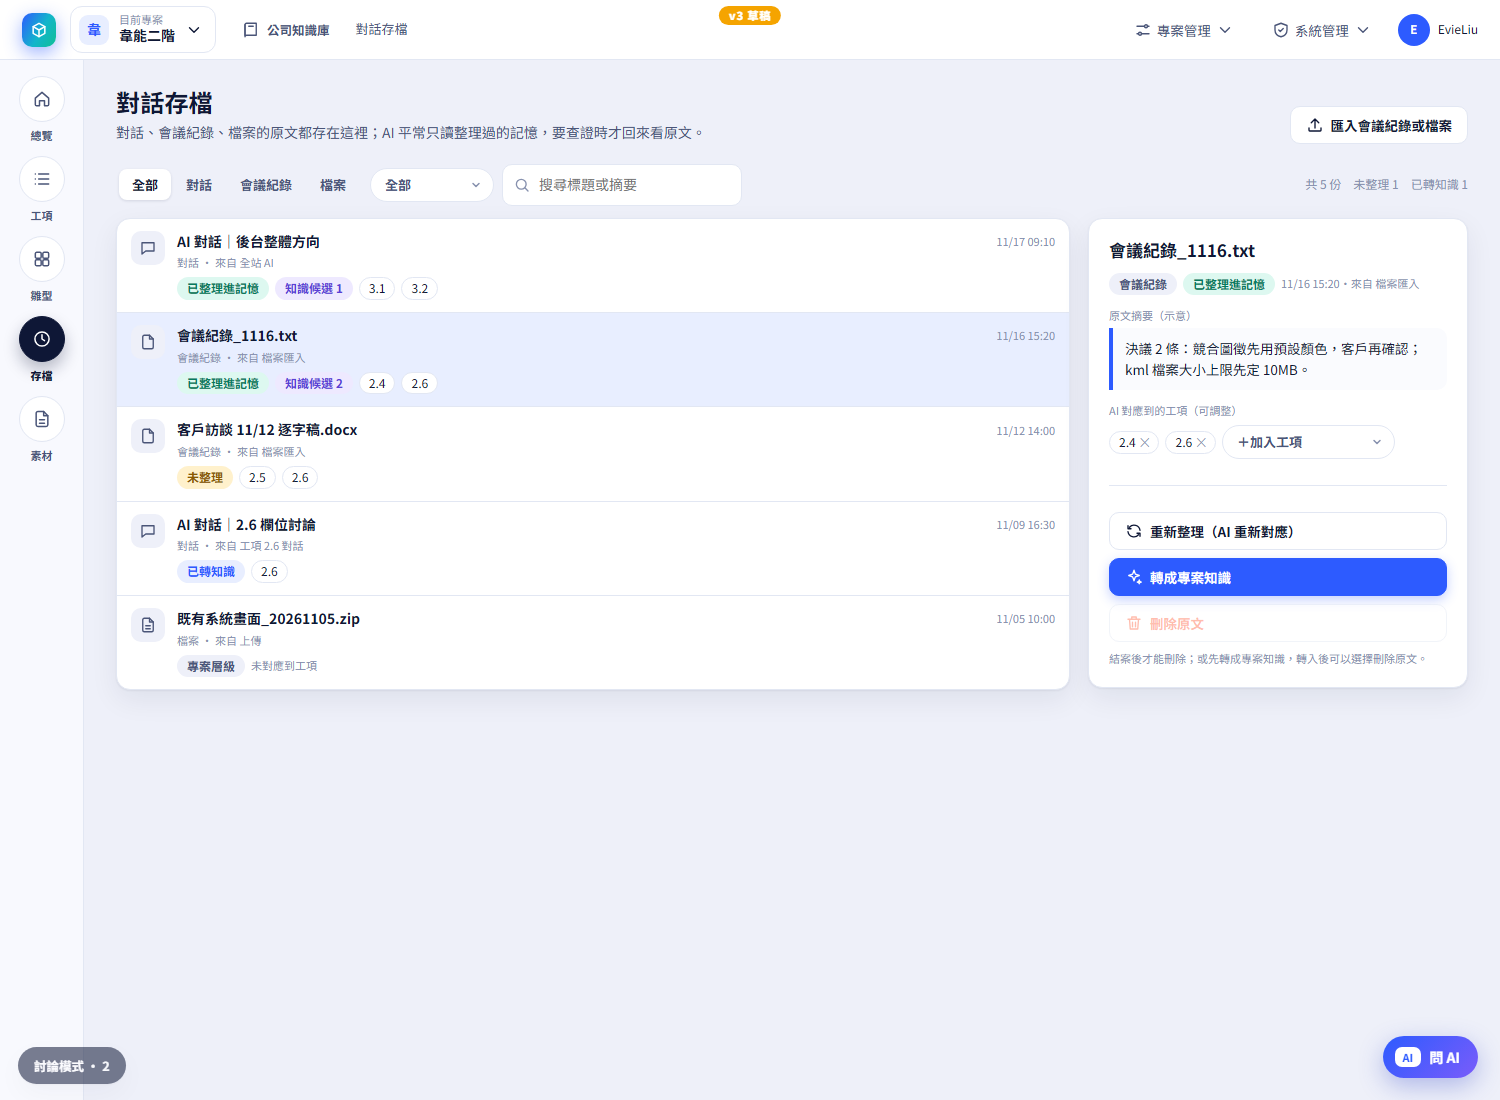 目前專案
韋 韋能二階
公司知識庫
對話存檔
v3 草稿
專案管理
系統管理
E EvieLiu
總覽
工項
雛型
存檔
素材
對話存檔
對話、會議紀錄、檔案的原文都存在這裡；AI 平常只讀整理過的記憶，要查證時才回來看原文。
匯入會議紀錄或檔案
全部 對話 會議紀錄 檔案 全部 搜尋標題或摘要
共 5 份 未整理 1 已轉知識 1
AI 對話｜後台整體方向 11/17 09:10
對話 · 來自 全站 AI
已整理進記憶 知識候選 1 3.1 3.2
會議紀錄_1116.txt 11/16 15:20
會議紀錄 · 來自 檔案匯入
已整理進記憶 知識候選 2 2.4 2.6
客戶訪談 11/12 逐字稿.docx 11/12 14:00
會議紀錄 · 來自 檔案匯入
未整理 2.5 2.6
AI 對話｜2.6 欄位討論 11/09 16:30
對話 · 來自 工項 2.6 對話
已轉知識 2.6
既有系統畫面_20261105.zip 11/05 10:00
檔案 · 來自 上傳
專案層級 未對應到工項
會議紀錄_1116.txt
會議紀錄 已整理進記憶 11/16 15:20 · 來自 檔案匯入
原文摘要（示意）
決議 2 條：競合圖徵先用預設顏色，客戶再確認；
kml 檔案大小上限先定 10MB。
AI 對應到的工項（可調整）
2.4 2.6 ＋加入工項
重新整理（AI 重新對應）
轉成專案知識
刪除原文
結案後才能刪除；或先轉成專案知識，轉入後可以選擇刪除原文。
討論模式 · 2
AI 問 AI